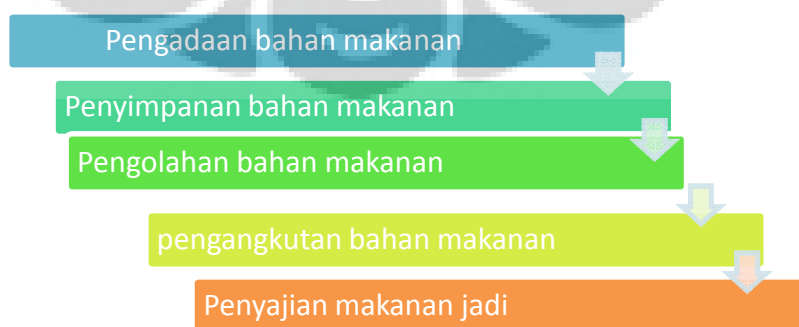 Pengadaan bahan makanan
Penyimpanan bahan makanan
Pengolahan bahan makanan
pengangkutan bahan makanan
Penyajian makanan jadi